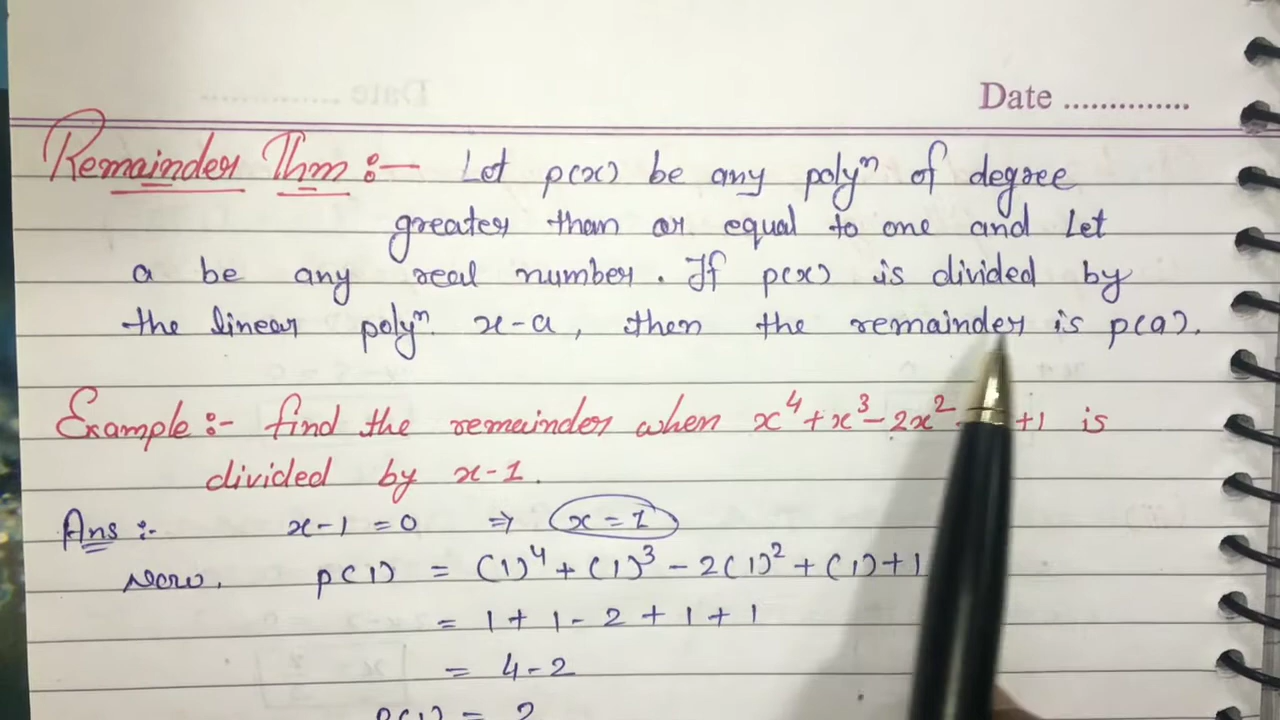 Date ..............
Remainder Thm :- Let p(x) be any polyⁿ of degree
greater than or equal to one and Let
a be any real number. If p(x) is divided by
the linear polyⁿ. x-a, then the remainder is p(a).
Example :- find the remainder when x⁴+x³-2x² +1 is
divided by x-1.
Ans :- x-1=0 ⇒ x=1
Now, p(1) = (1)⁴+(1)³-2(1)²+(1)+1
= 1+1-2+1+1
= 4-2
p(1) = 2